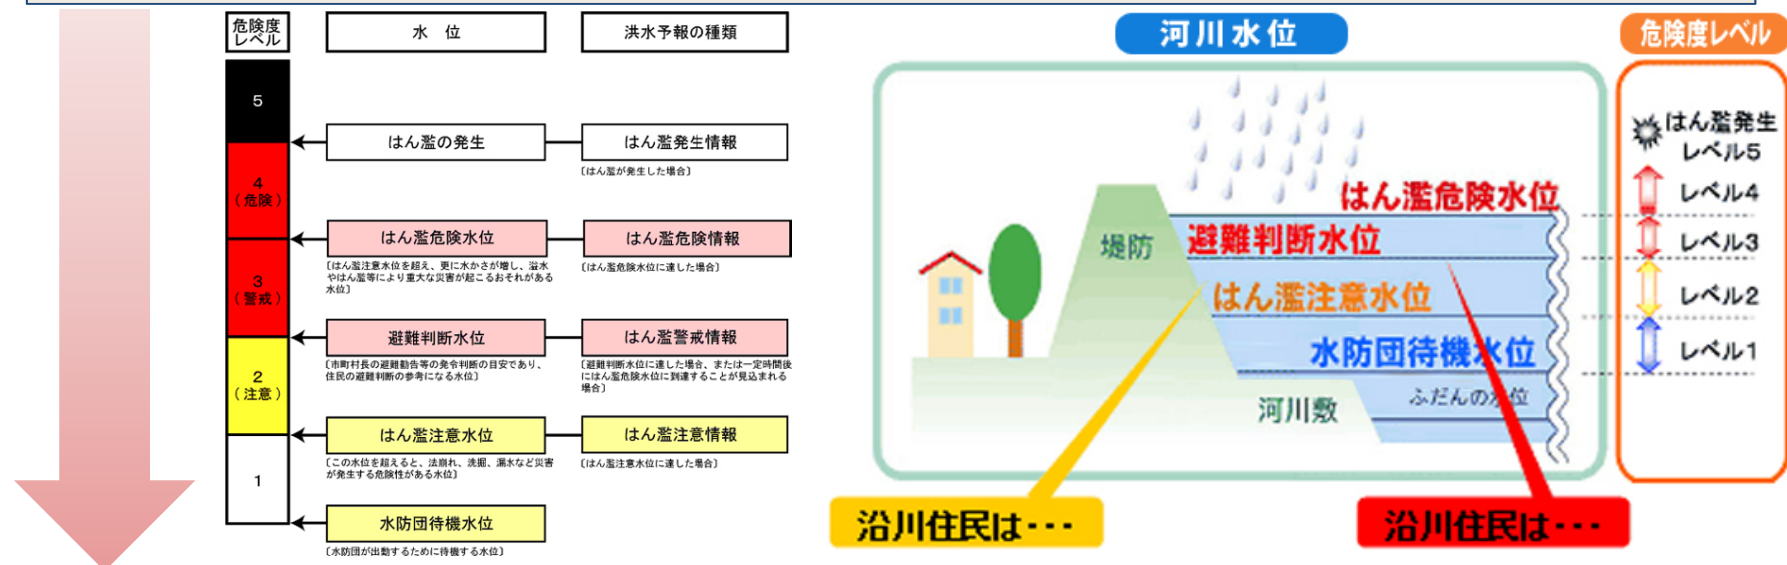 危険度
レベル
水 位
洪水予報の種類
5
はん濫の発生
はん濫発生情報
〔はん濫が発生した場合〕
4
（危険）
はん濫危険水位
はん濫危険情報
〔はん濫注意水位を超え、更に水かさが増し、溢水
やはん濫等により重大な災害が起こるおそれがある
水位〕
〔はん濫危険水位に達した場合〕
3
（警戒）
避難判断水位
はん濫警戒情報
〔市町村長の避難勧告等の発令判断の目安であり、
住民の避難判断の参考になる水位〕
〔避難判断水位に達した場合、または一定時間後
にはん濫危険水位に到達することが見込まれる
場合〕
2
（注意）
はん濫注意水位
はん濫注意情報
〔この水位を超えると、法崩れ、洗掘、漏水など災害
が発生する危険性がある水位〕
〔はん濫注意水位に達した場合〕
1
水防団待機水位
〔水防団が出動するために待機する水位〕
河川水位
危険度レベル
はん濫発生
レベル5
はん濫危険水位
レベル4
堤防
避難判断水位
レベル3
はん濫注意水位
レベル2
水防団待機水位
レベル1
ふだんの水位
河川敷
沿川住民は・・・
沿川住民は・・・